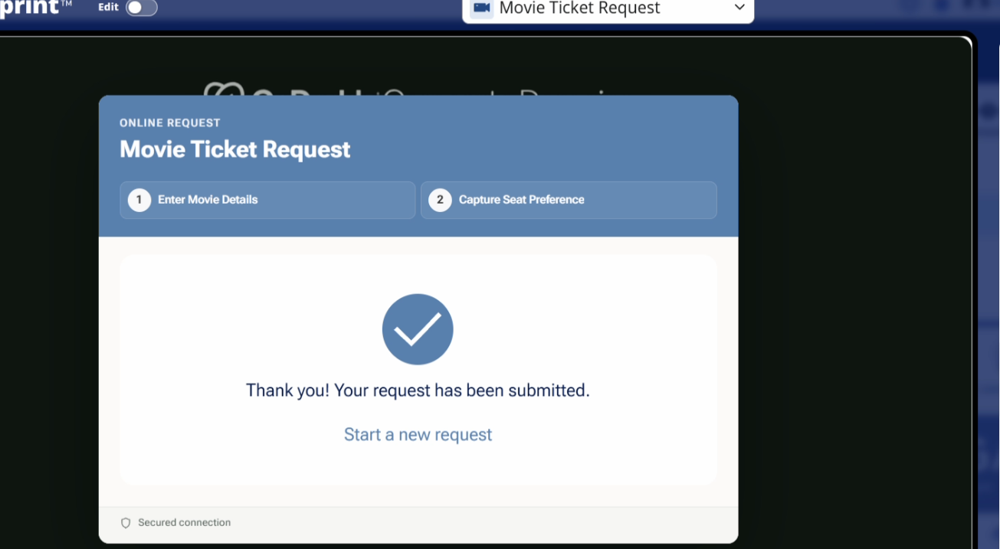 print™
Edit
Movie Ticket Request
ONLINE REQUEST
Movie Ticket Request
1 Enter Movie Details
2 Capture Seat Preference
Thank you! Your request has been submitted.
Start a new request
Secured connection